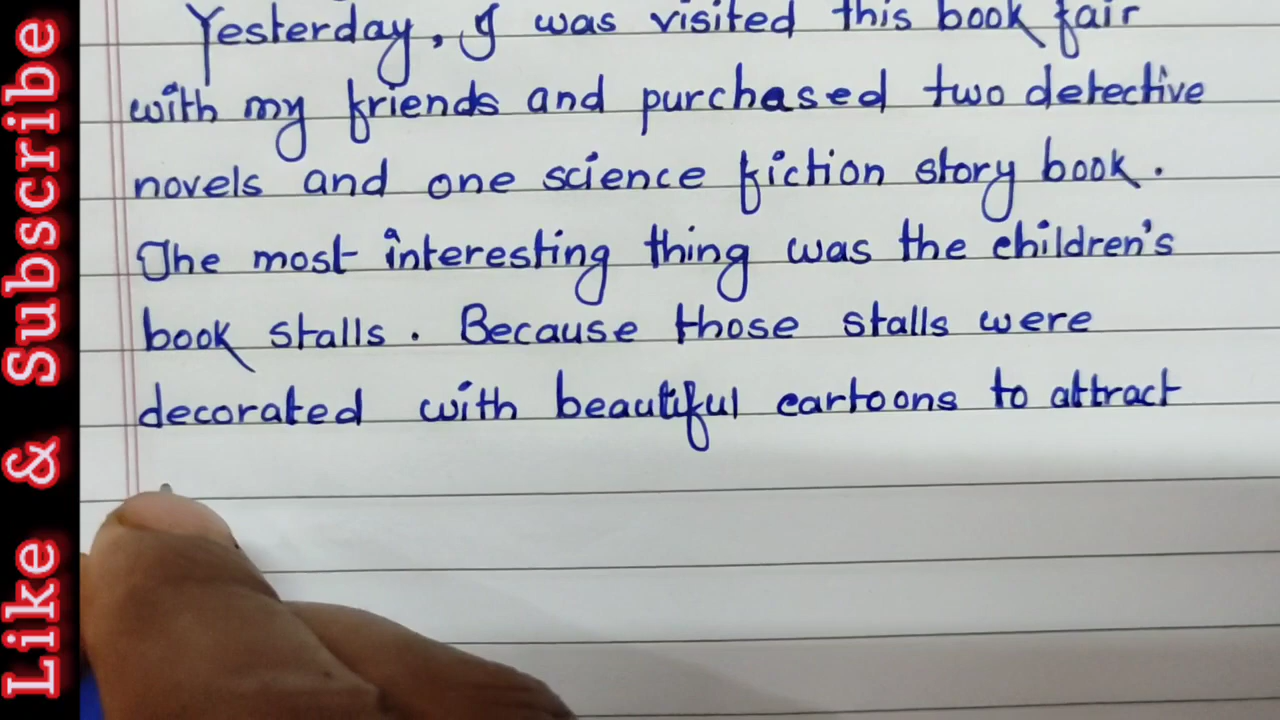 Like & Subscribe
Yesterday, I was visited this book fair
with my friends and purchased two detective
novels and one science fiction story book.
The most interesting thing was the children's
book stalls. Because those stalls were
decorated with beautiful cartoons to attract